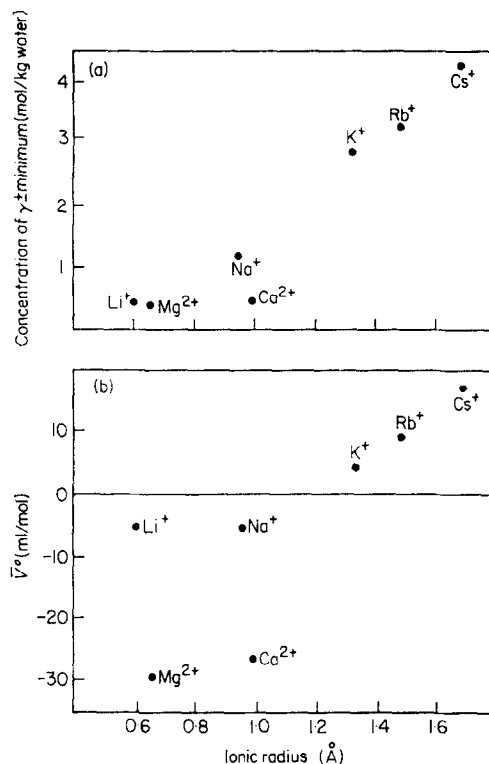 (a)
Concentration of γ±minimum (mol/kg water)
4
3
2
1
Cs⁺
Rb⁺
K⁺
Na⁺
Li⁺
Mg²⁺
Ca²⁺
(b)
V̄° (ml/mol)
10
0
-10
-20
-30
Cs⁺
Rb⁺
K⁺
Li⁺
Na⁺
Ca²⁺
Mg²⁺
0·6 0·8 1·0 1·2 1·4 1·6
Ionic radius (Å)